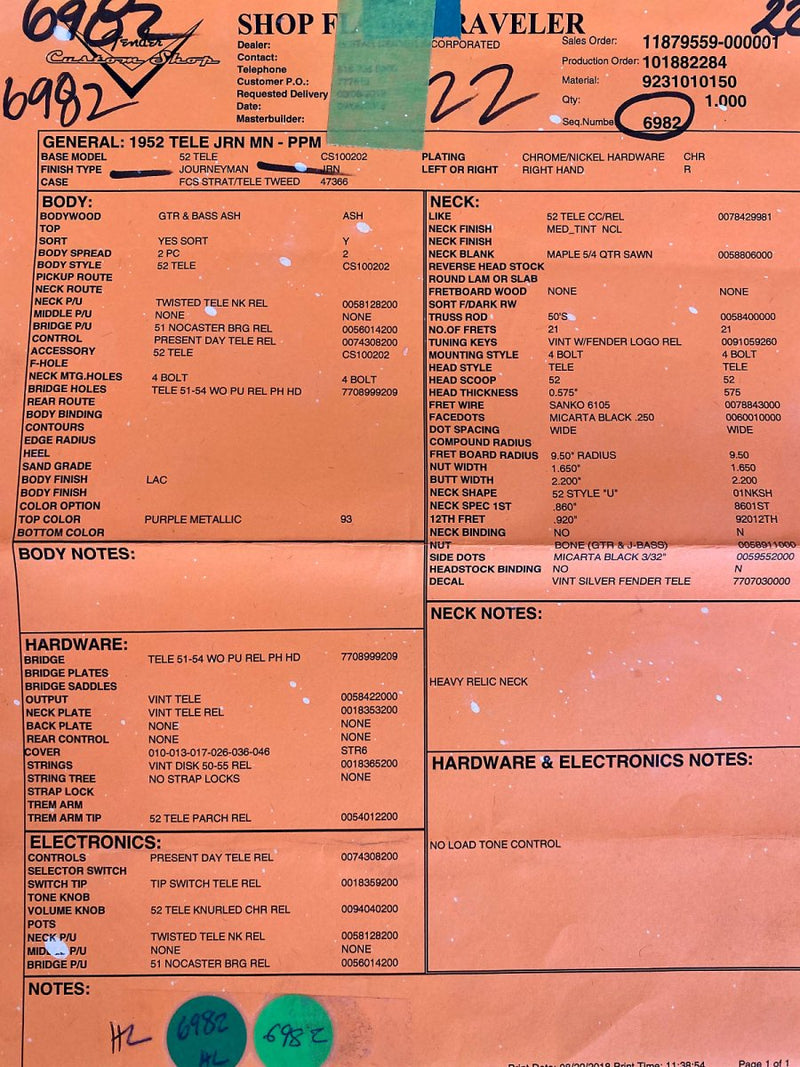 6982
22
SHOP FL RAVELER
Fender
Custom Shop
6982
22
Dealer: CORPORATED
Contact:
Telephone
Customer P.O.:
Requested Delivery
Date:
Masterbuilder:
Sales Order: 11879559-000001
Production Order: 101882284
Material: 9231010150
Qty: 1.000
Seq.Numbe 6982
GENERAL: 1952 TELE JRN MN - PPM
BASE MODEL 52 TELE CS100202
FINISH TYPE JOURNEYMAN JRN
CASE FCS STRAT/TELE TWEED 47366
PLATING CHROME/NICKEL HARDWARE CHR
LEFT OR RIGHT RIGHT HAND R
BODY:
BODYWOOD GTR & BASS ASH ASH
TOP
SORT YES SORT Y
BODY SPREAD 2 PC 2
BODY STYLE 52 TELE CS100202
PICKUP ROUTE
NECK ROUTE
NECK P/U TWISTED TELE NK REL 0058128200
MIDDLE P/U NONE NONE
BRIDGE P/U 51 NOCASTER BRG REL 0056014200
CONTROL PRESENT DAY TELE REL 0074308200
ACCESSORY 52 TELE CS100202
F-HOLE
NECK MTG.HOLES 4 BOLT 4 BOLT
BRIDGE HOLES TELE 51-54 WO PU REL PH HD 7708999209
REAR ROUTE
BODY BINDING
CONTOURS
EDGE RADIUS
HEEL
SAND GRADE
BODY FINISH LAC
BODY FINISH
COLOR OPTION
TOP COLOR PURPLE METALLIC 93
BOTTOM COLOR
BODY NOTES:
HARDWARE:
BRIDGE TELE 51-54 WO PU REL PH HD 7708999209
BRIDGE PLATES
BRIDGE SADDLES
OUTPUT VINT TELE 0058422000
NECK PLATE VINT TELE REL 0018353200
BACK PLATE NONE NONE
REAR CONTROL NONE NONE
COVER 010-013-017-026-036-046 STR6
STRINGS VINT DISK 50-55 REL 0018365200
STRING TREE NO STRAP LOCKS NONE
STRAP LOCK
TREM ARM
TREM ARM TIP 52 TELE PARCH REL 0054012200
ELECTRONICS:
CONTROLS PRESENT DAY TELE REL 0074308200
SELECTOR SWITCH
SWITCH TIP TIP SWITCH TELE REL 0018359200
TONE KNOB
VOLUME KNOB 52 TELE KNURLED CHR REL 0094040200
POTS
NECK P/U TWISTED TELE NK REL 0058128200
MID P/U NONE NONE
BRIDGE P/U 51 NOCASTER BRG REL 0056014200
NECK:
LIKE 52 TELE CC/REL 0078429981
NECK FINISH MED_TINT NCL
NECK FINISH
NECK BLANK MAPLE 5/4 QTR SAWN 0058806000
REVERSE HEAD STOCK
ROUND LAM OR SLAB
FRETBOARD WOOD NONE NONE
SORT F/DARK RW
TRUSS ROD 50'S 0058400000
NO.OF FRETS 21 21
TUNING KEYS VINT W/FENDER LOGO REL 0091059260
MOUNTING STYLE 4 BOLT 4 BOLT
HEAD STYLE TELE TELE
HEAD SCOOP 52 52
HEAD THICKNESS 0.575" 575
FRET WIRE SANKO 6105 0078843000
FACEDOTS MICARTA BLACK .250 0060010000
DOT SPACING WIDE WIDE
COMPOUND RADIUS
FRET BOARD RADIUS 9.50" RADIUS 9.50
NUT WIDTH 1.650" 1.650
BUTT WIDTH 2.200" 2.200
NECK SHAPE 52 STYLE "U" 01NKSH
NECK SPEC 1ST .860" 8601ST
12TH FRET .920" 92012TH
NECK BINDING NO N
NUT BONE (GTR & J-BASS) 0058911000
SIDE DOTS MICARTA BLACK 3/32" 0059552000
HEADSTOCK BINDING NO N
DECAL VINT SILVER FENDER TELE 7707030000
NECK NOTES:
HEAVY RELIC NECK
HARDWARE & ELECTRONICS NOTES:
NO LOAD TONE CONTROL
NOTES:
HL
6982
HL
6982
Print Date: 08/20/2018 Print Time: 11:38:54 Page 1 of 1